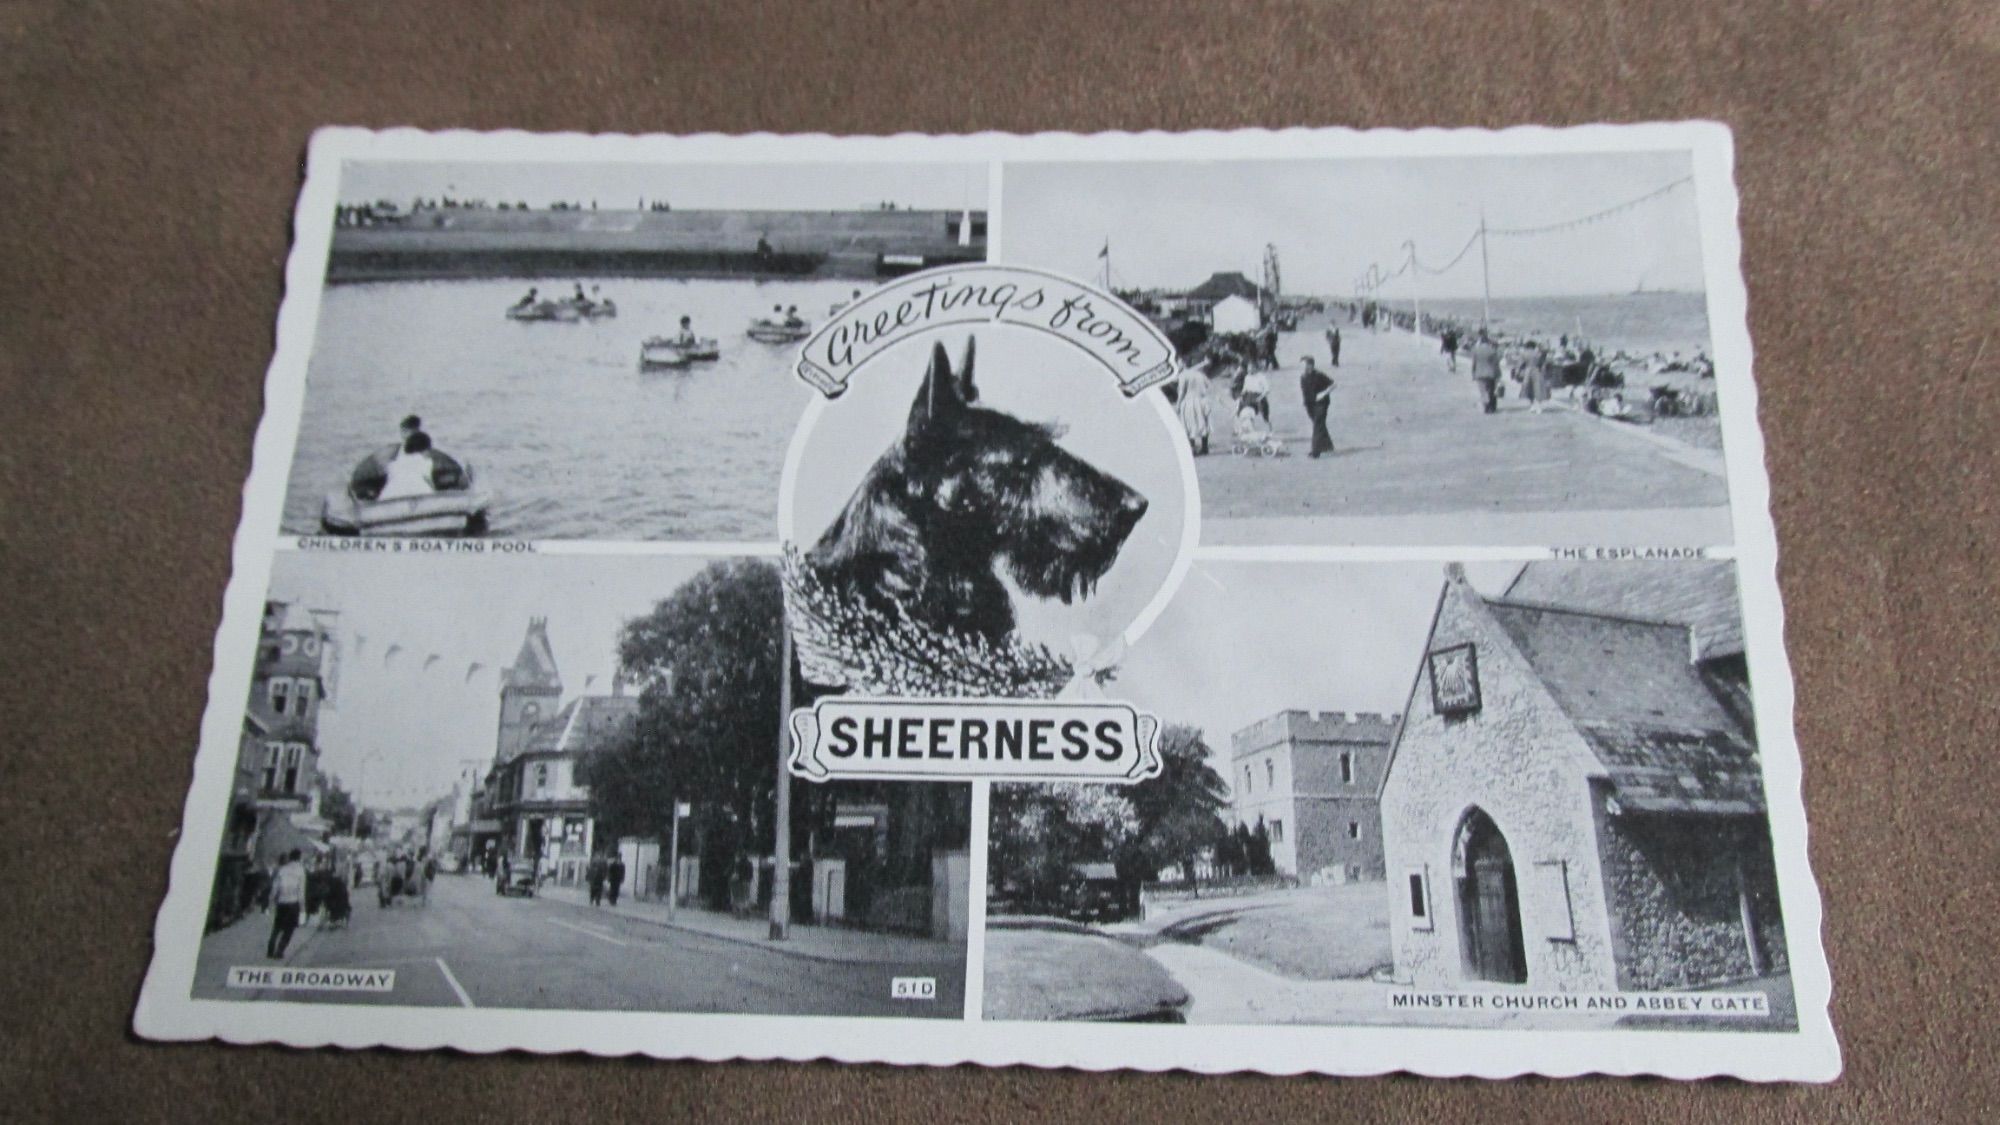 Greetings from
SHEERNESS
CHILDREN'S BOATING POOL
THE ESPLANADE
THE BROADWAY
51D
MINSTER CHURCH AND ABBEY GATE